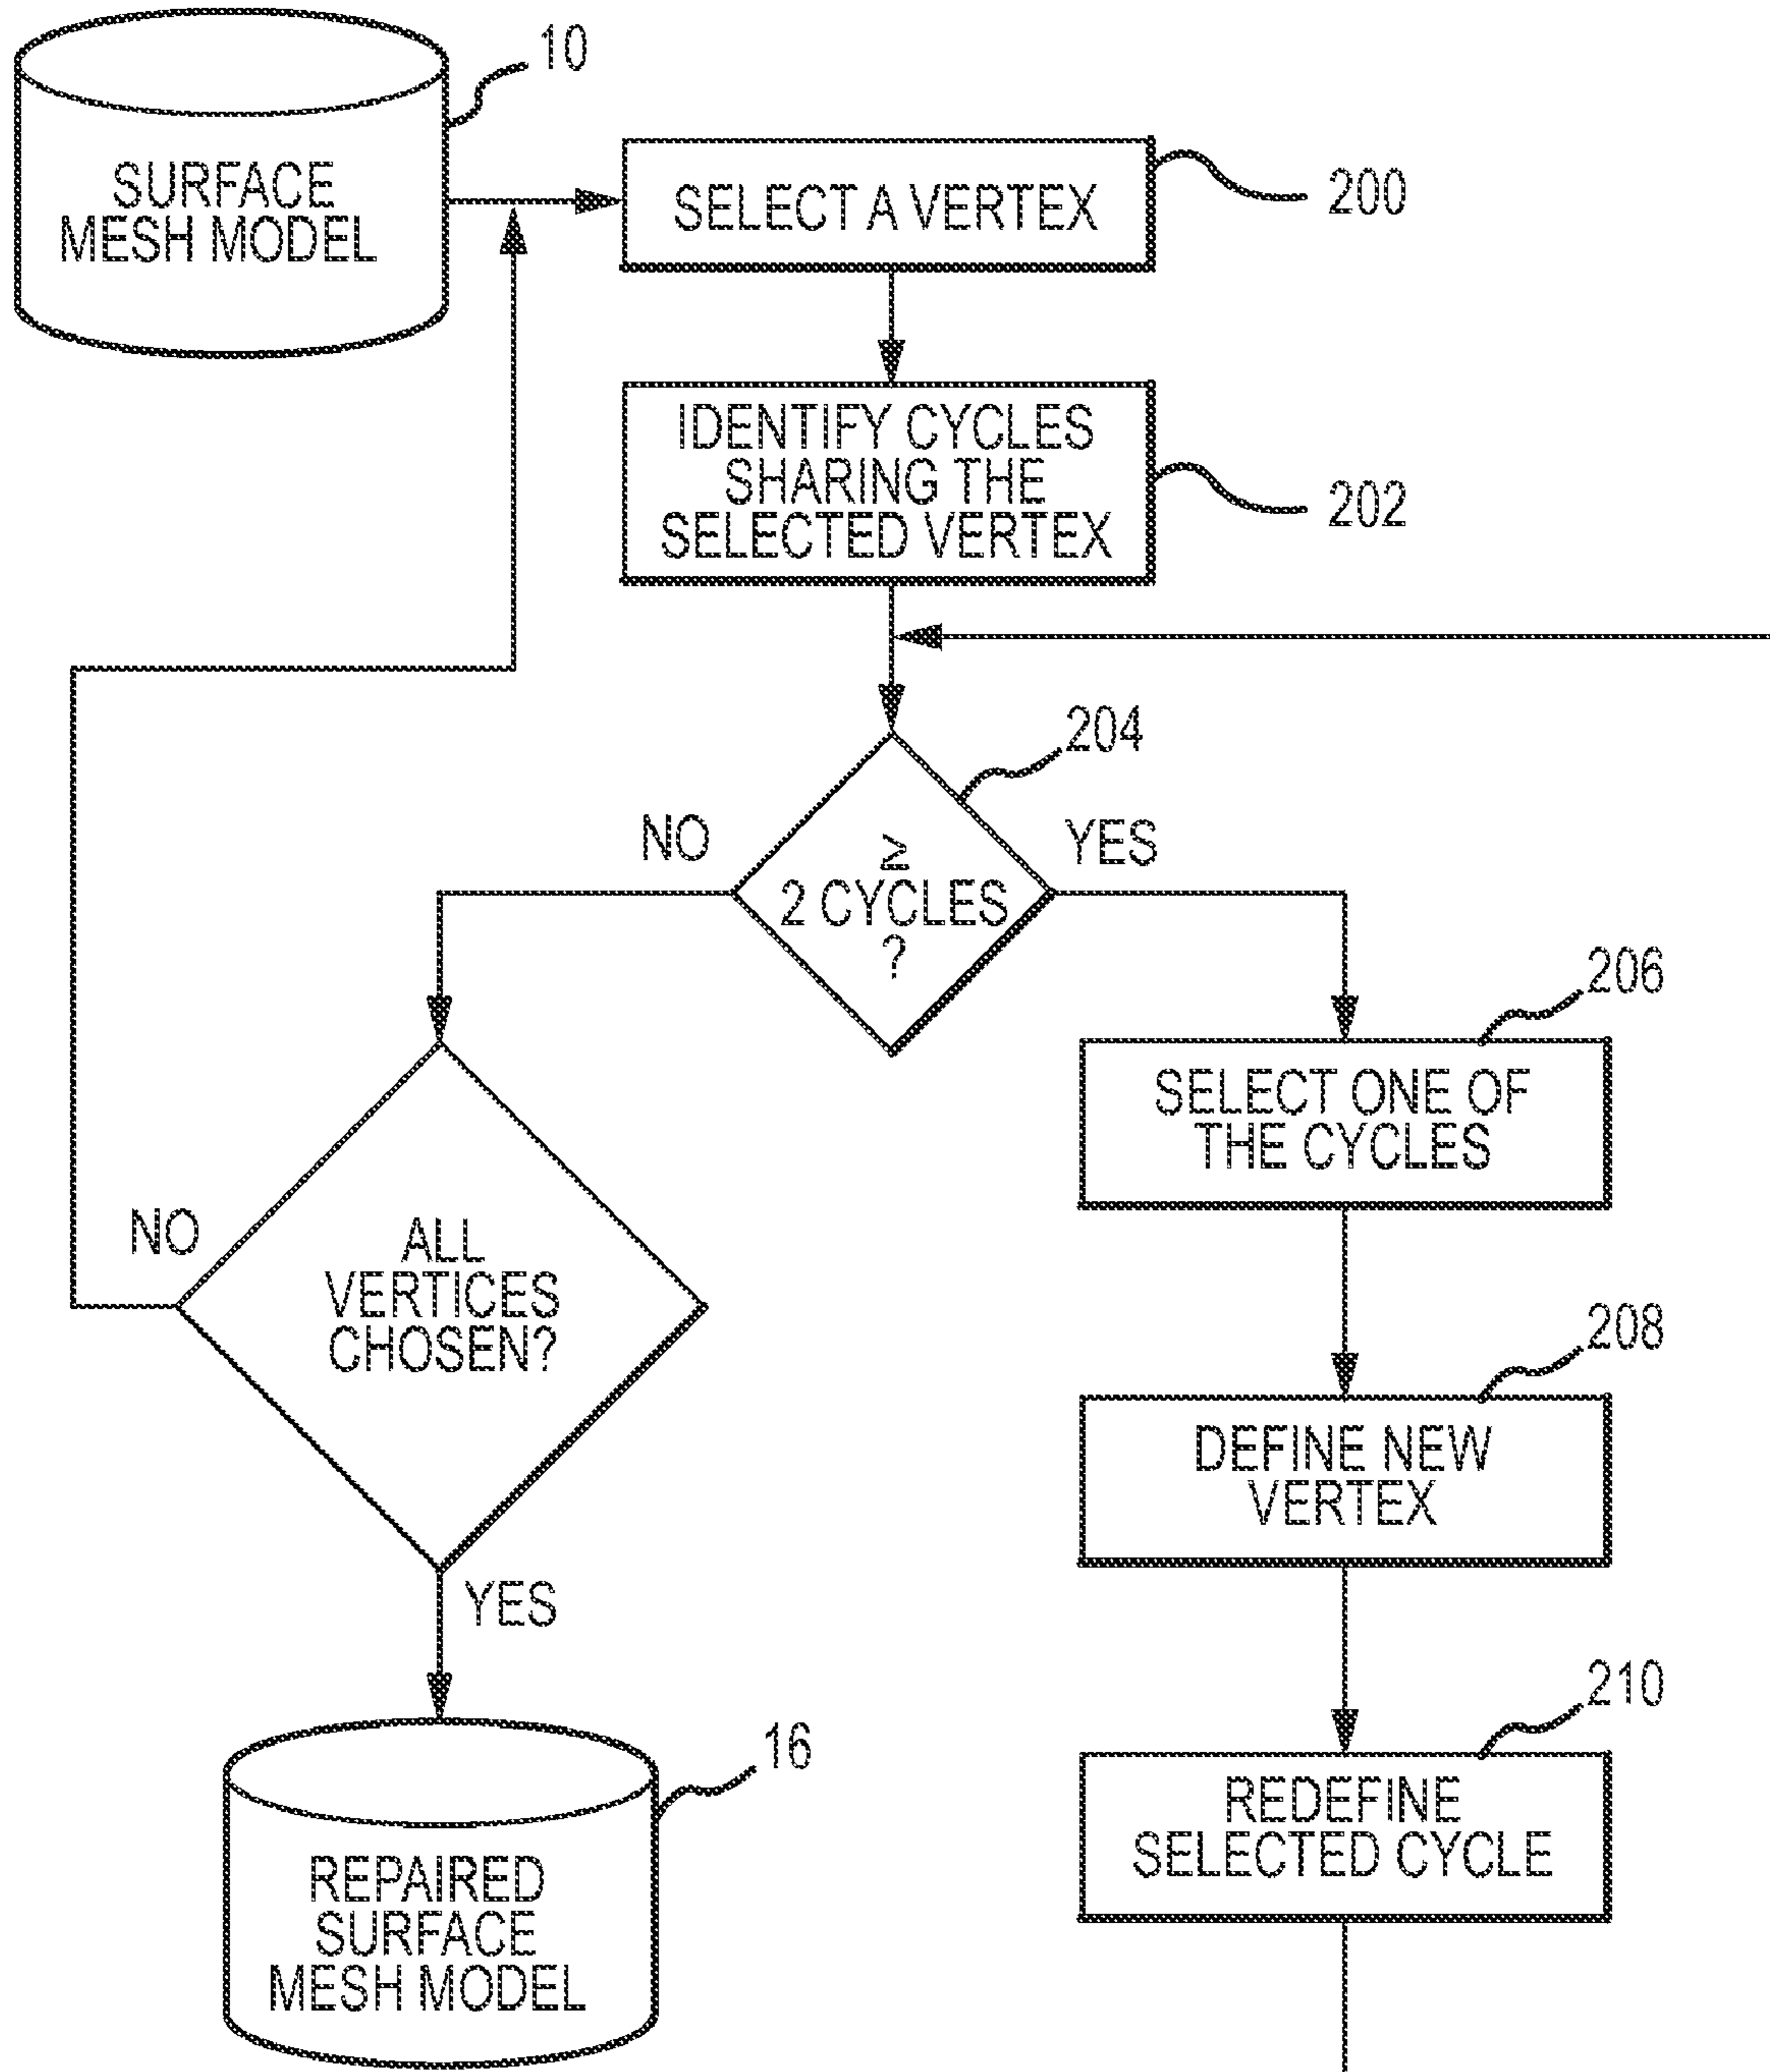 10
SURFACE
MESH MODEL
SELECT A VERTEX
200
IDENTIFY CYCLES
SHARING THE
SELECTED VERTEX
202
204
NO
YES
≥
2 CYCLES
?
206
SELECT ONE OF
THE CYCLES
NO
ALL
VERTICES
CHOSEN?
208
DEFINE NEW
VERTEX
YES
210
REDEFINE
SELECTED CYCLE
16
REPAIRED
SURFACE
MESH MODEL